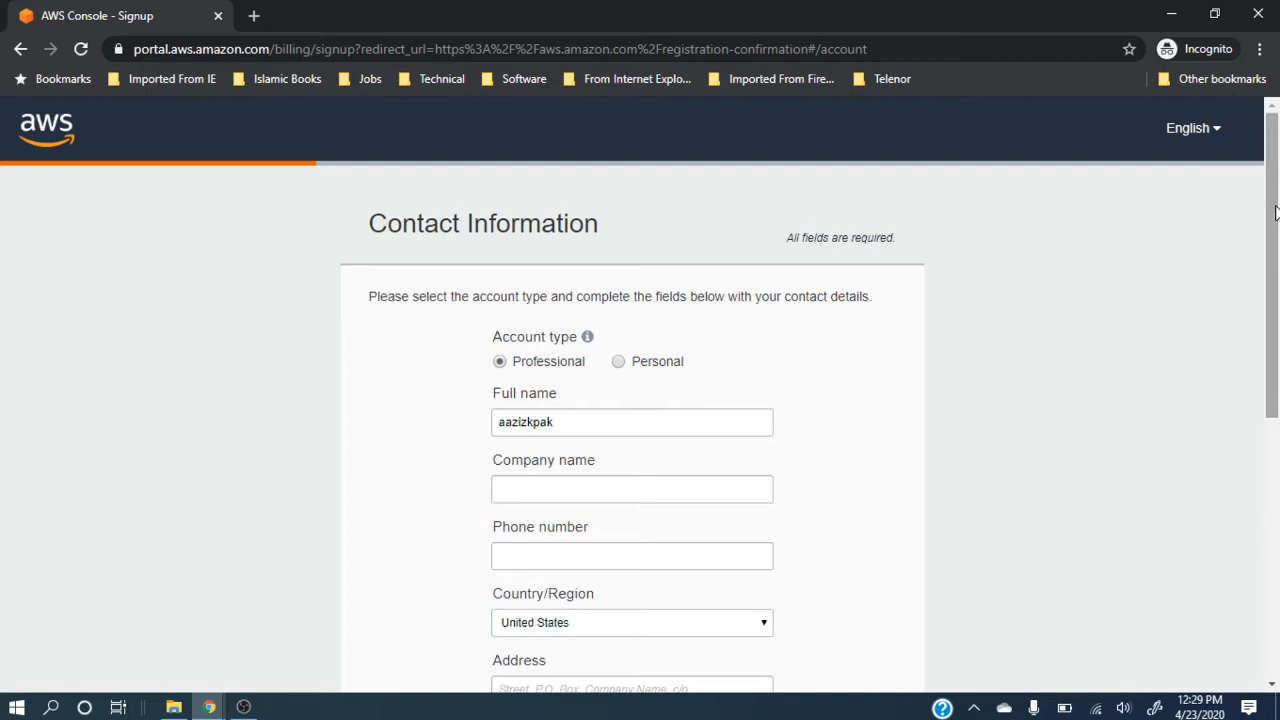 AWS Console - Signup
portal.aws.amazon.com/billing/signup?redirect_url=https%3A%2F%2Faws.amazon.com%2Fregistration-confirmation#/account
Incognito
Bookmarks Imported From IE Islamic Books Jobs Technical Software From Internet Explo... Imported From Fire... Telenor Other bookmarks
aws
English
Contact Information
All fields are required.
Please select the account type and complete the fields below with your contact details.
Account type
Professional Personal
Full name
aazizkpak
Company name
Phone number
Country/Region
United States
Address
Street, P.O. Box, Company Name, c/o
12:29 PM
4/23/2020